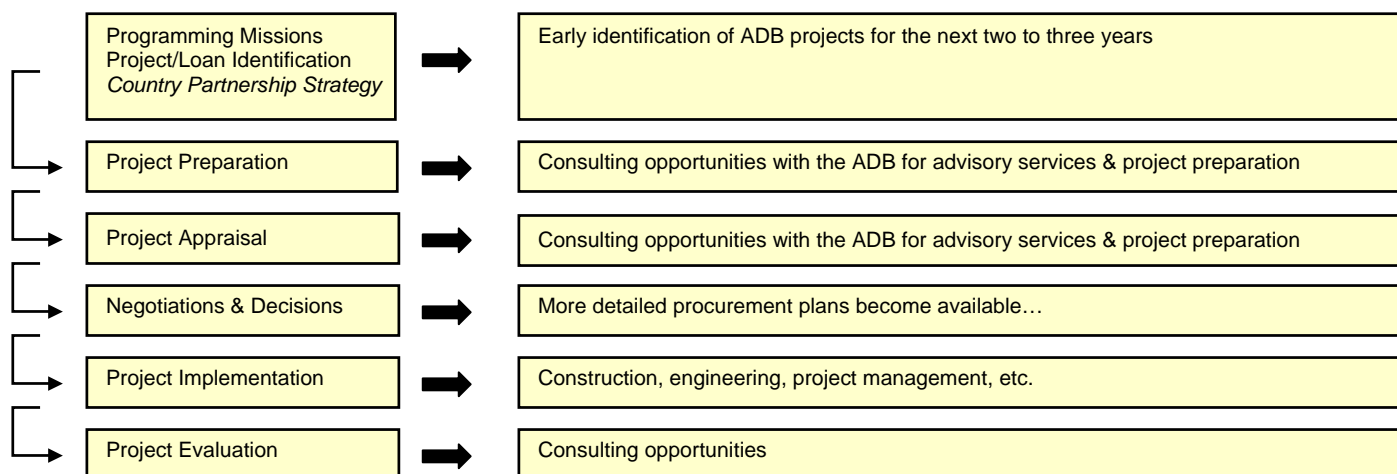 Programming Missions
Project/Loan Identification
Country Partnership Strategy
Early identification of ADB projects for the next two to three years
Project Preparation
Consulting opportunities with the ADB for advisory services & project preparation
Project Appraisal
Consulting opportunities with the ADB for advisory services & project preparation
Negotiations & Decisions
More detailed procurement plans become available…
Project Implementation
Construction, engineering, project management, etc.
Project Evaluation
Consulting opportunities